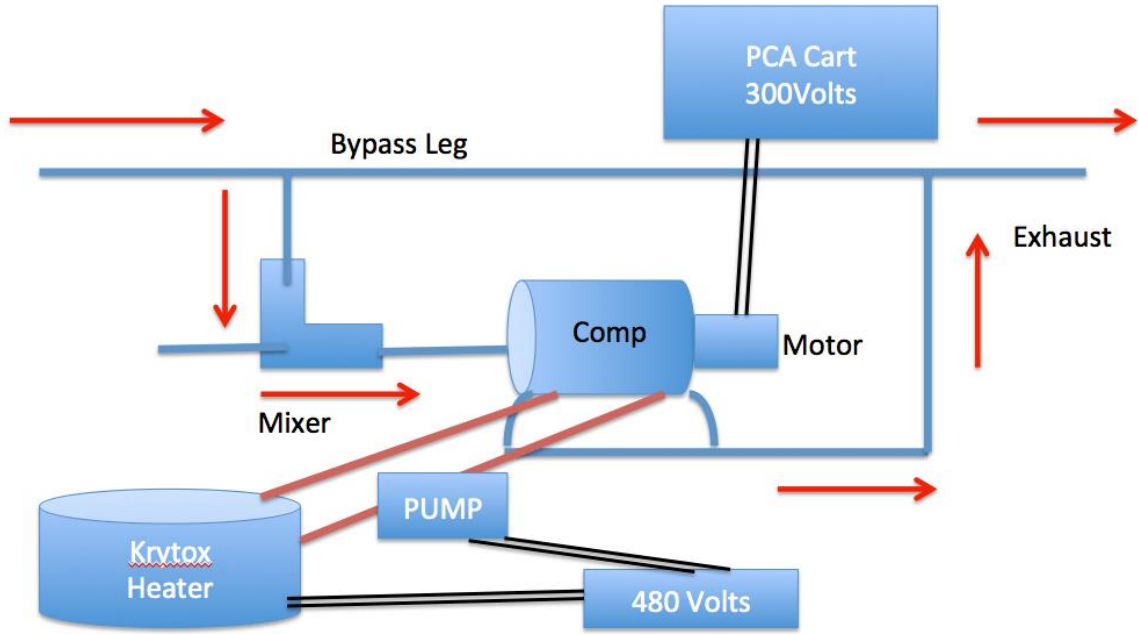 PCA Cart
300Volts
Bypass Leg
Exhaust
Comp
Motor
Mixer
PUMP
Krytox
Heater
480 Volts